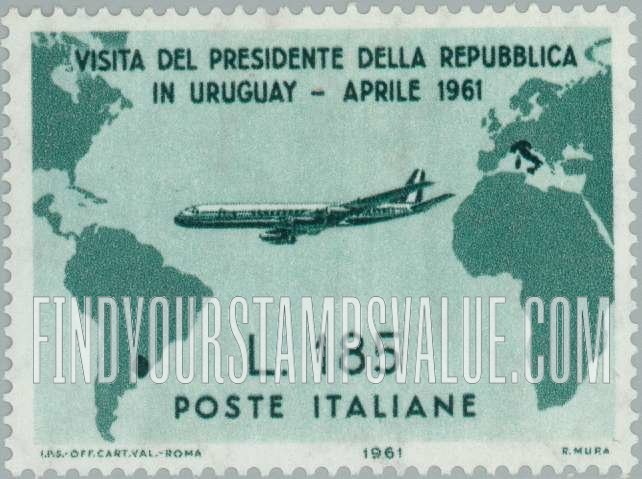 VISITA DEL PRESIDENTE DELLA REPUBBLICA
IN URUGUAY - APRILE 1961
FINDYOURSTAMPSVALUE.COM
L. 185
POSTE ITALIANE
I.P.S.-OFF.CART.VAL.-ROMA 1961 R.MURA